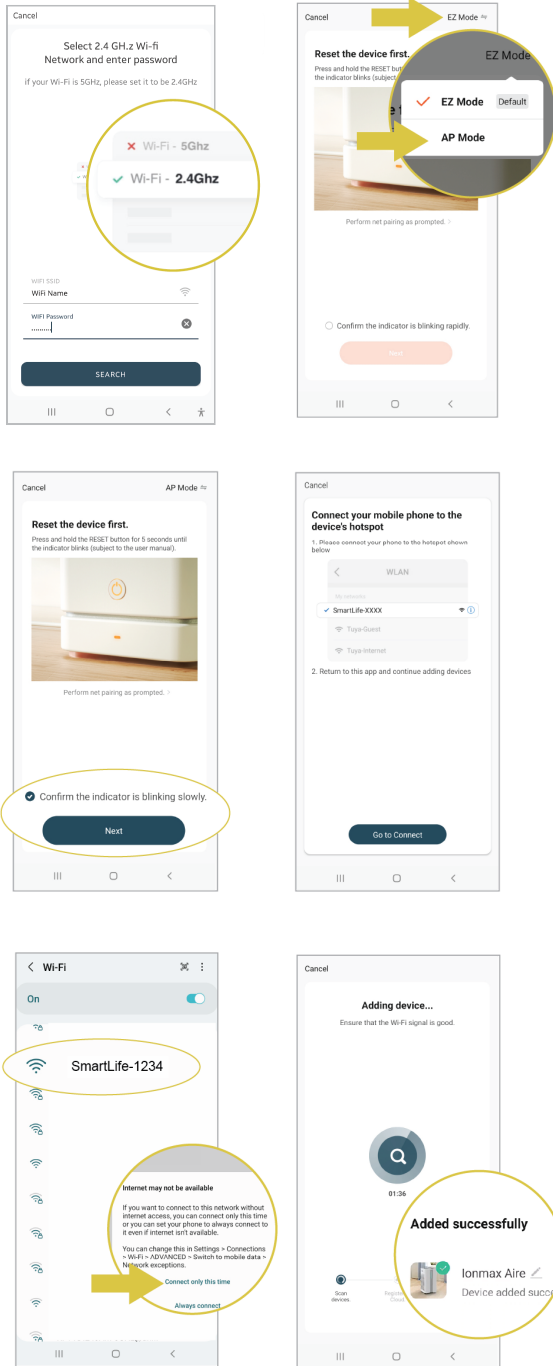 Cancel
Select 2.4 GH.z Wi-fi
Network and enter password
if your Wi-Fi is 5GHz, please set it to be 2.4GHz
Wi-Fi - 5Ghz
Wi-Fi - 2.4Ghz
WIFI SSID
WiFi Name
WIFI Password
..........
SEARCH
Cancel
EZ Mode
Reset the device first.
Press and hold the RESET
the indicator blinks (subject
EZ Mode
EZ Mode Default
AP Mode
Perform net pairing as prompted. >
Confirm the indicator is blinking rapidly.
Next
Cancel
AP Mode
Reset the device first.
Press and hold the RESET button for 5 seconds until
the indicator blinks (subject to the user manual).
Perform net pairing as prompted. >
Confirm the indicator is blinking slowly.
Next
Cancel
Connect your mobile phone to the
device's hotspot
1. Please connect your phone to the hotspot shown
below
WLAN
My networks
SmartLife-XXXX
Tuya-Guest
Tuya-Internet
2. Return to this app and continue adding devices
Go to Connect
Wi-Fi
On
SmartLife-1234
Internet may not be available
If you want to connect to this network without
internet access, you can connect only this time
or you can set your phone to always connect to
it even if internet isn't available.
You can change this in Settings > Connections
> Wi-Fi > ADVANCED > Switch to mobile data >
Network exceptions.
Connect only this time
Always connect
Cancel
Adding device...
Ensure that the Wi-Fi signal is good.
01:36
Scan
devices.
Cloud
Added successfully
Ionmax Aire
Device added succe